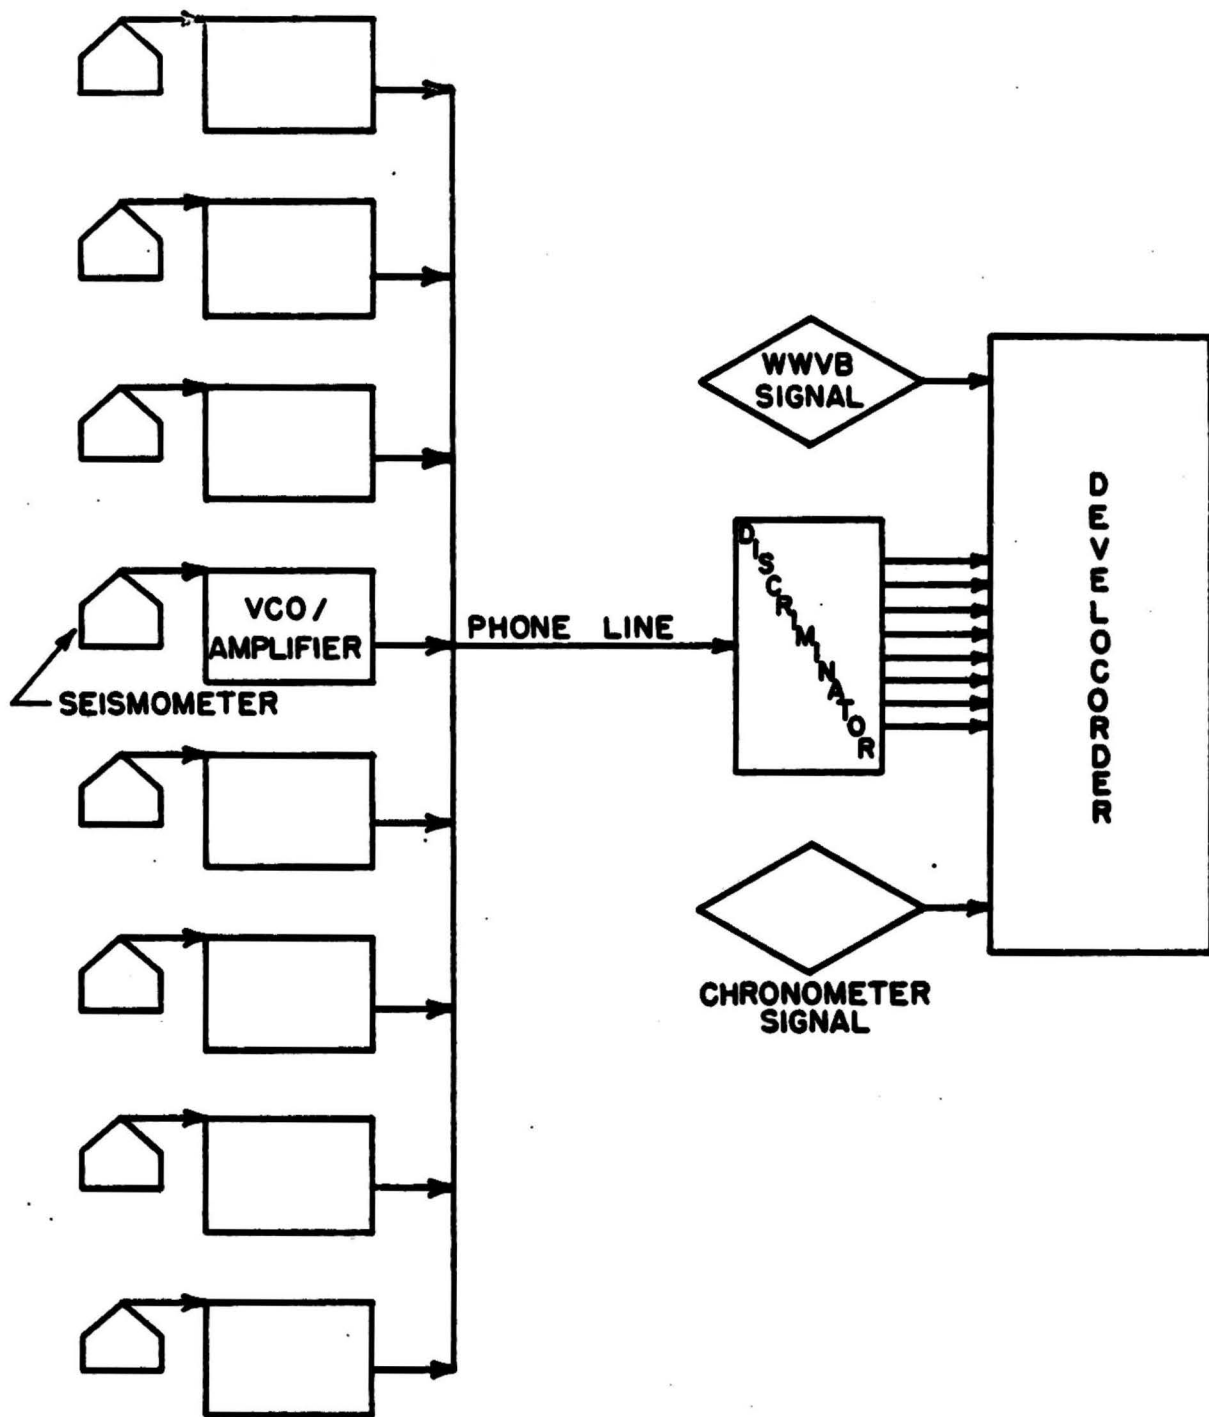 WWVB
SIGNAL
DEVELOCORDER
DISCRIMINATOR
VCO/
AMPLIFIER
PHONE LINE
SEISMOMETER
CHRONOMETER
SIGNAL